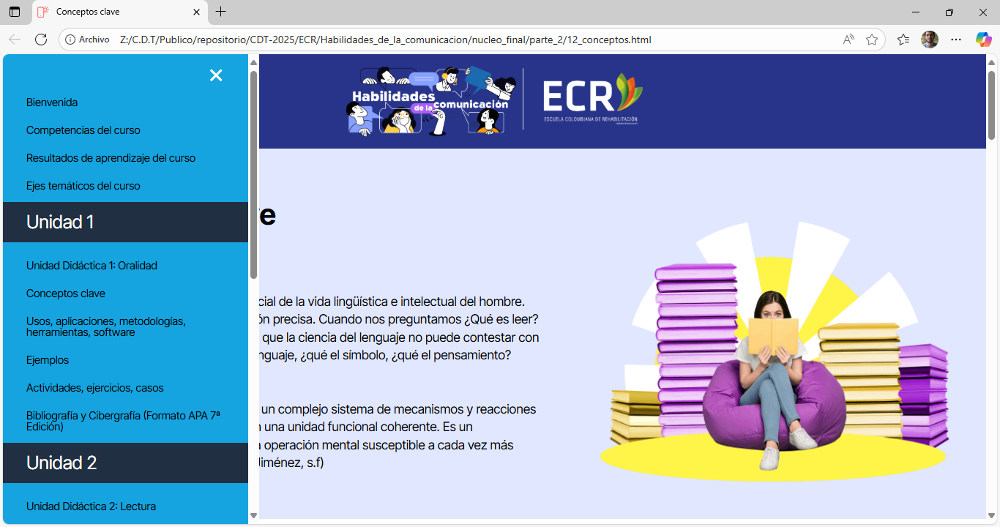 Conceptos clave
Archivo
Z:/C.D.T/Publico/repositorio/CDT-2025/ECR/Habilidades_de_la_comunicacion/nucleo_final/parte_2/12_conceptos.html
Bienvenida
Competencias del curso
Resultados de aprendizaje del curso
Ejes temáticos del curso
Unidad 1
Unidad Didáctica 1: Oralidad
Conceptos clave
Usos, aplicaciones, metodologías,
herramientas, software
Ejemplos
Actividades, ejercicios, casos
Bibliografía y Cibergrafía (Formato APA 7ª
Edición)
Unidad 2
Unidad Didáctica 2: Lectura
Habilidades
de la comunicación
ECR
ESCUELA COLOMBIANA DE REHABILITACIÓN
e
cial de la vida lingüística e intelectual del hombre.
ón precisa. Cuando nos preguntamos ¿Qué es leer?
que la ciencia del lenguaje no puede contestar con
nguaje, ¿qué el símbolo, ¿qué el pensamiento?
un complejo sistema de mecanismos y reacciones
una unidad funcional coherente. Es un
operación mental susceptible a cada vez más
Jiménez, s.f)